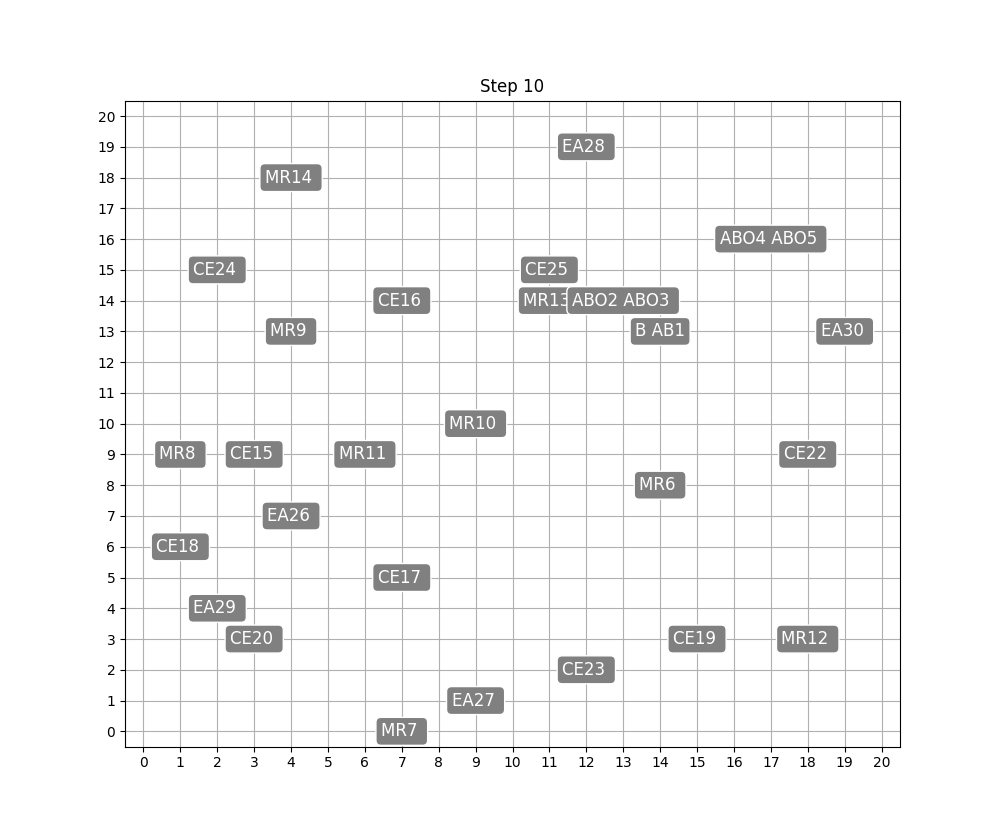 Step 10
20
19
EA28
18
MR14
17
16
ABO4 ABO5
15
CE24
CE25
14
CE16
MR13
ABO2 ABO3
13
MR9
B AB1
EA30
12
11
10
MR10
9
MR8
CE15
MR11
CE22
8
MR6
7
EA26
6
CE18
5
CE17
4
EA29
3
CE20
CE19
MR12
2
CE23
1
EA27
0
MR7
0 1 2 3 4 5 6 7 8 9 10 11 12 13 14 15 16 17 18 19 20